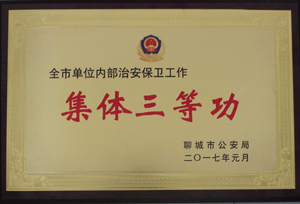 全市单位内部治安保卫工作
集体三等功
聊城市公安局
二〇一七年元月